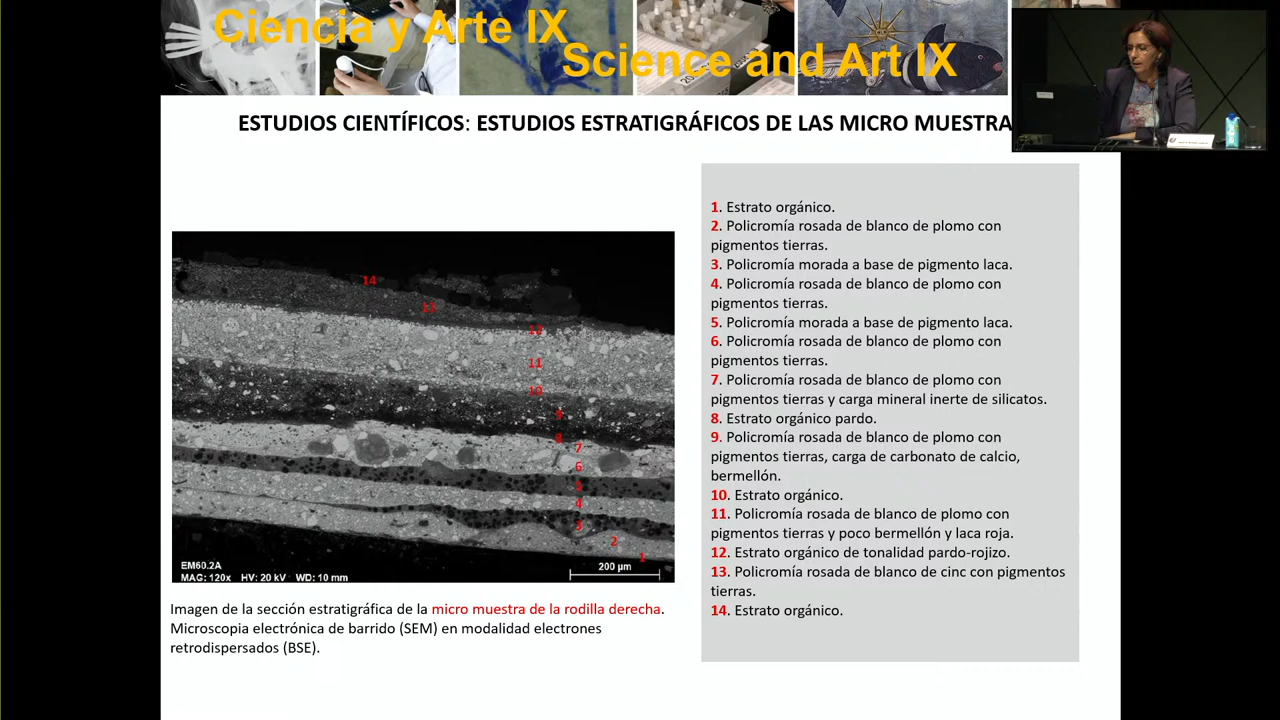 Ciencia y Arte IX
Science and Art IX
ESTUDIOS CIENTÍFICOS: ESTUDIOS ESTRATIGRÁFICOS DE LAS MICRO MUESTRA
1. Estrato orgánico.
2. Policromía rosada de blanco de plomo con
pigmentos tierras.
3. Policromía morada a base de pigmento laca.
4. Policromía rosada de blanco de plomo con
pigmentos tierras.
5. Policromía morada a base de pigmento laca.
6. Policromía rosada de blanco de plomo con
pigmentos tierras.
7. Policromía rosada de blanco de plomo con
pigmentos tierras y carga mineral inerte de silicatos.
8. Estrato orgánico pardo.
9. Policromía rosada de blanco de plomo con
pigmentos tierras, carga de carbonato de calcio,
bermellón.
10. Estrato orgánico.
11. Policromía rosada de blanco de plomo con
pigmentos tierras y poco bermellón y laca roja.
12. Estrato orgánico de tonalidad pardo-rojizo.
13. Policromía rosada de blanco de cinc con pigmentos
tierras.
14. Estrato orgánico.
14
13
12
11
10
9
8
7
6
5
4
3
2
1
EM60.2A
MAG: 120x HV: 20 kV WD: 10 mm
200 µm
Imagen de la sección estratigráfica de la micro muestra de la rodilla derecha.
Microscopia electrónica de barrido (SEM) en modalidad electrones
retrodispersados (BSE).